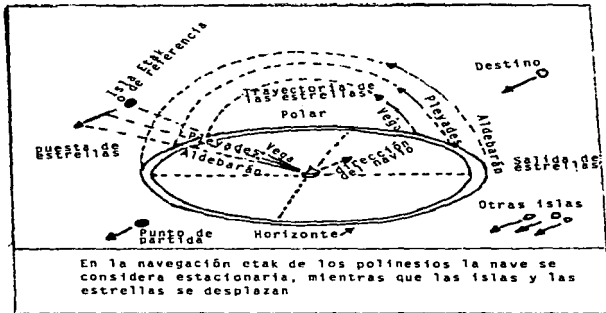 Isla Etak
o de referencia
Destino
Trayectoria de
las estrellas
Polar
Vega
Pleyades
Aldebarán
puesta de
estrellas
Pleyades
Vega
Aldebarán
dirección
del navío
Salida de
estrellas
Otras islas
Punto de
partida
Horizonte
En la navegación etak de los polinesios la nave se
considera estacionaria, mientras que las islas y las
estrellas se desplazan